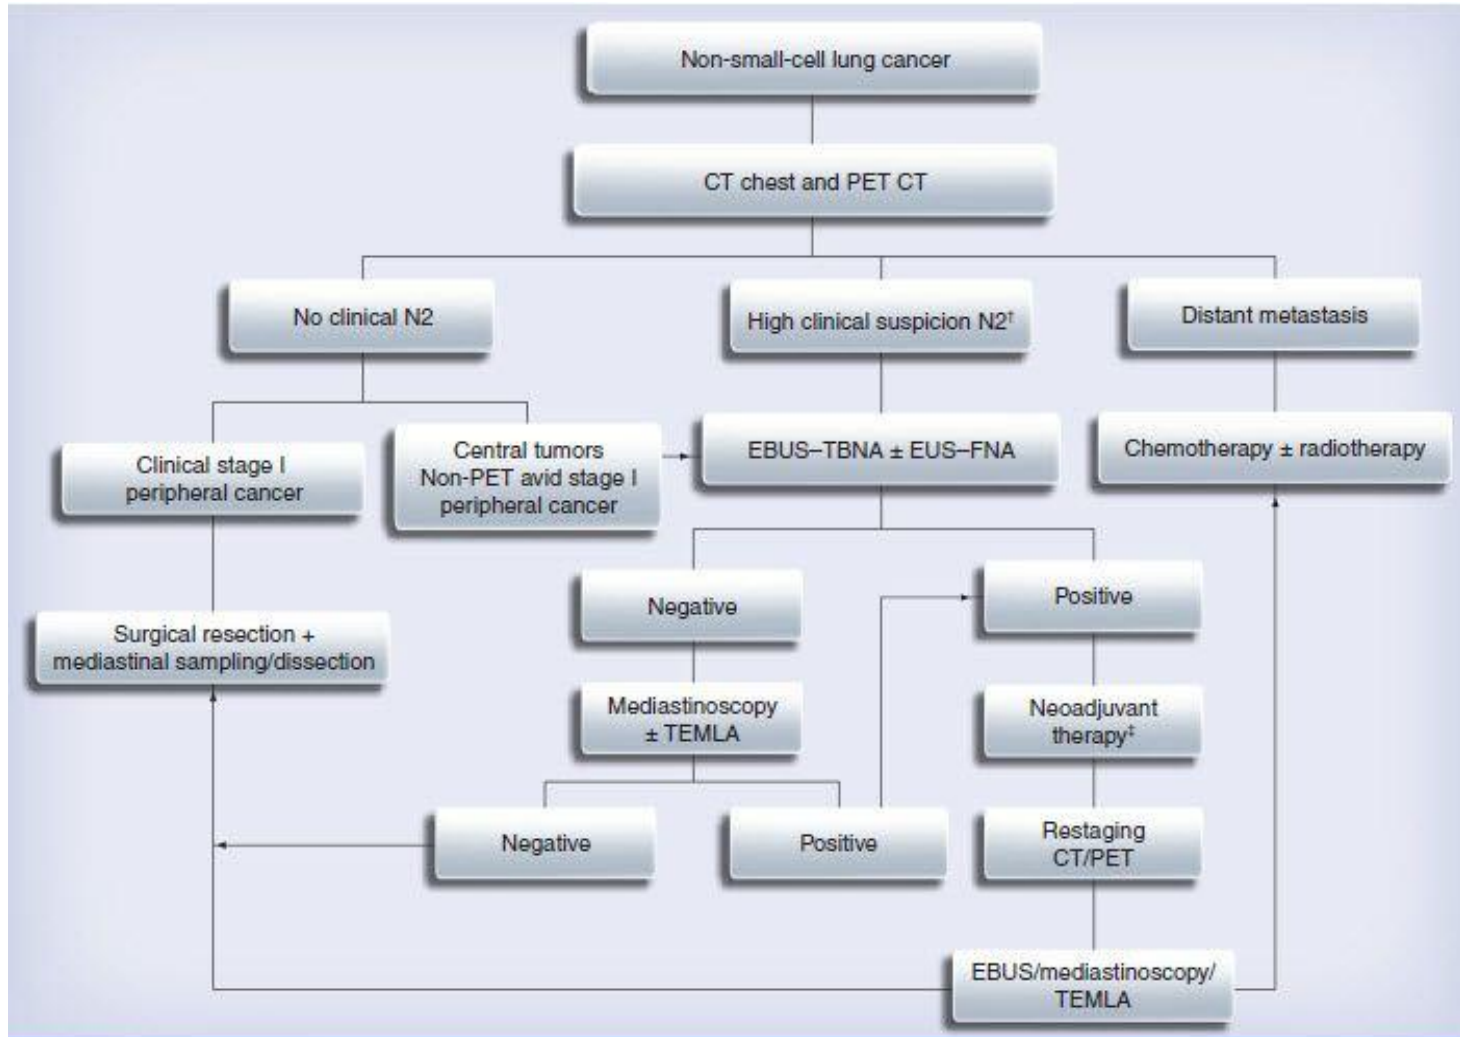 Non-small-cell lung cancer
CT chest and PET CT
No clinical N2
High clinical suspicion N2†
Distant metastasis
Clinical stage I
peripheral cancer
Central tumors
Non-PET avid stage I
peripheral cancer
EBUS–TBNA ± EUS–FNA
Chemotherapy ± radiotherapy
Negative
Positive
Surgical resection +
mediastinal sampling/dissection
Mediastinoscopy
± TEMLA
Neoadjuvant
therapy‡
Negative
Positive
Restaging
CT/PET
EBUS/mediastinoscopy/
TEMLA